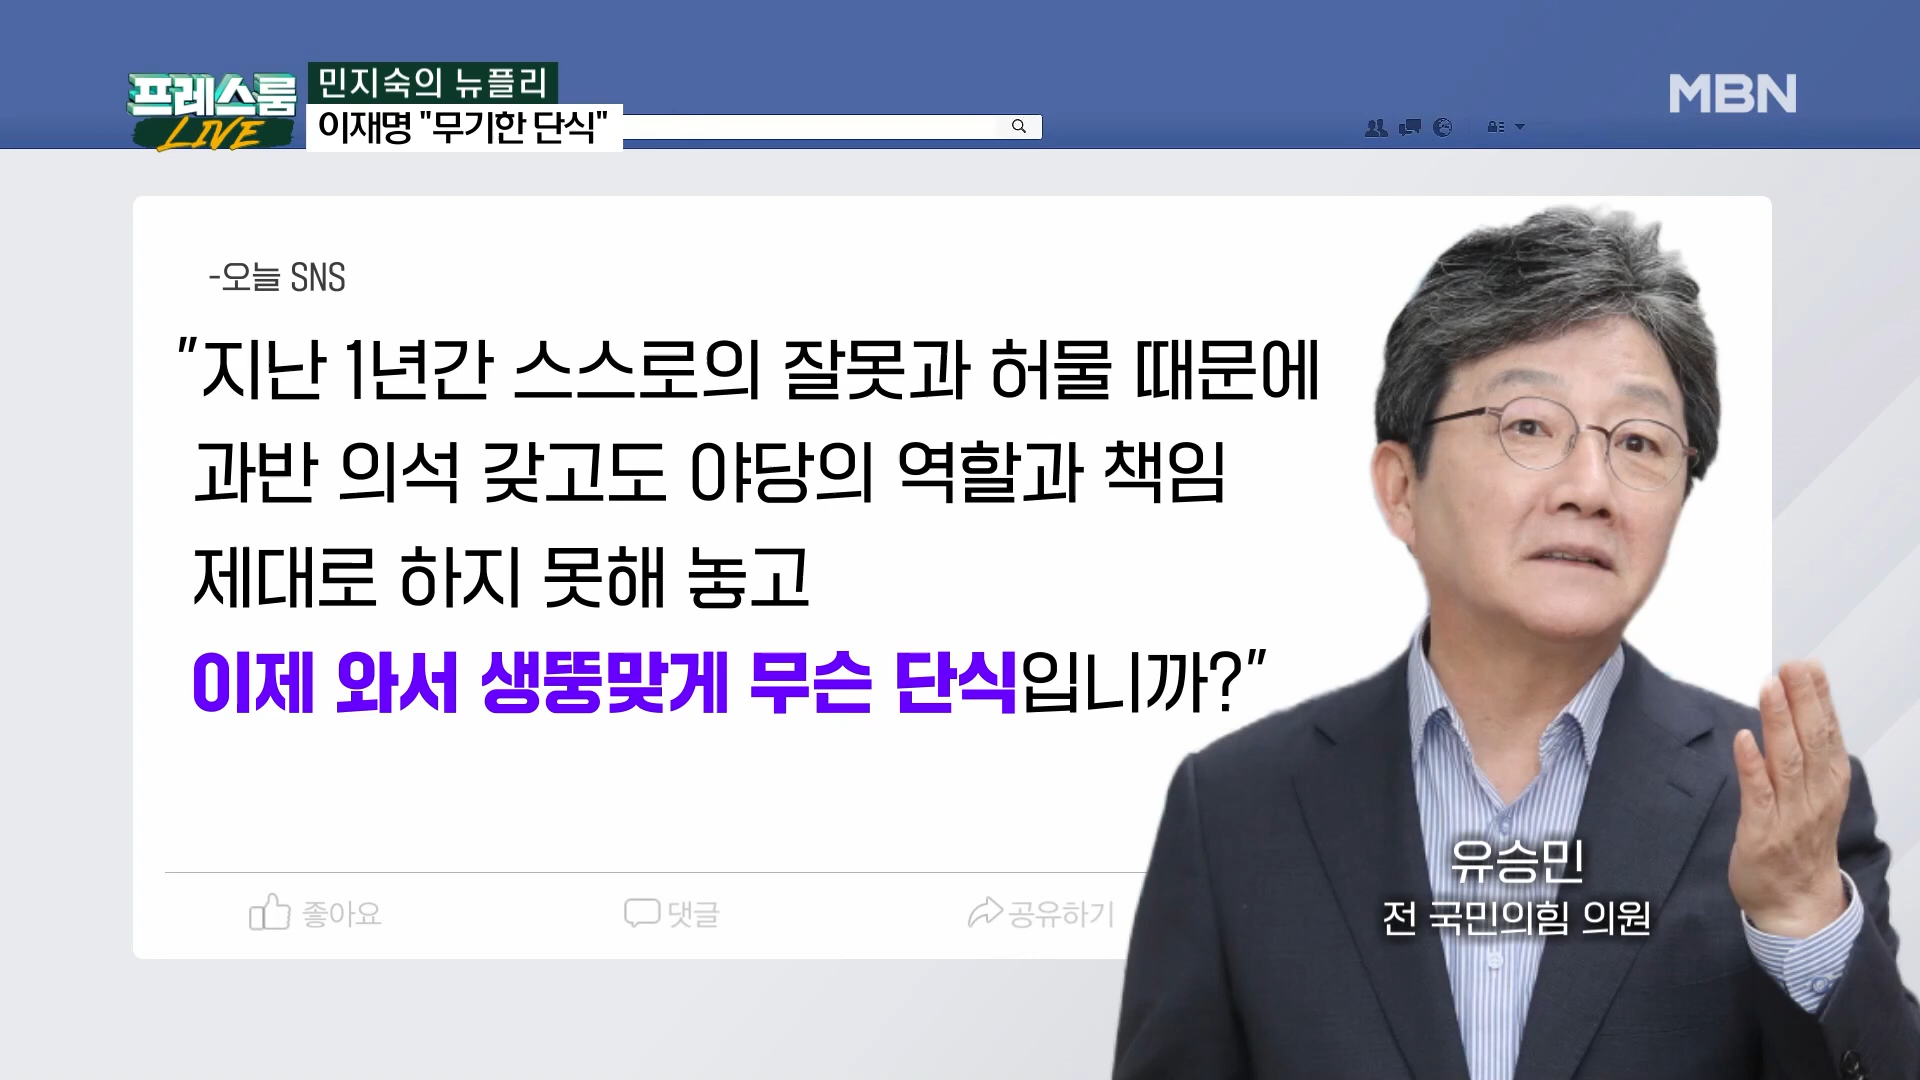 프레스룸
LIVE
민지숙의 뉴플리
이재명 "무기한 단식"
MBN
-오늘 SNS
"지난 1년간 스스로의 잘못과 허물 때문에
과반 의석 갖고도 야당의 역할과 책임
제대로 하지 못해 놓고
이제 와서 생뚱맞게 무슨 단식입니까?"
유승민
전 국민의힘 의원
좋아요
댓글
공유하기